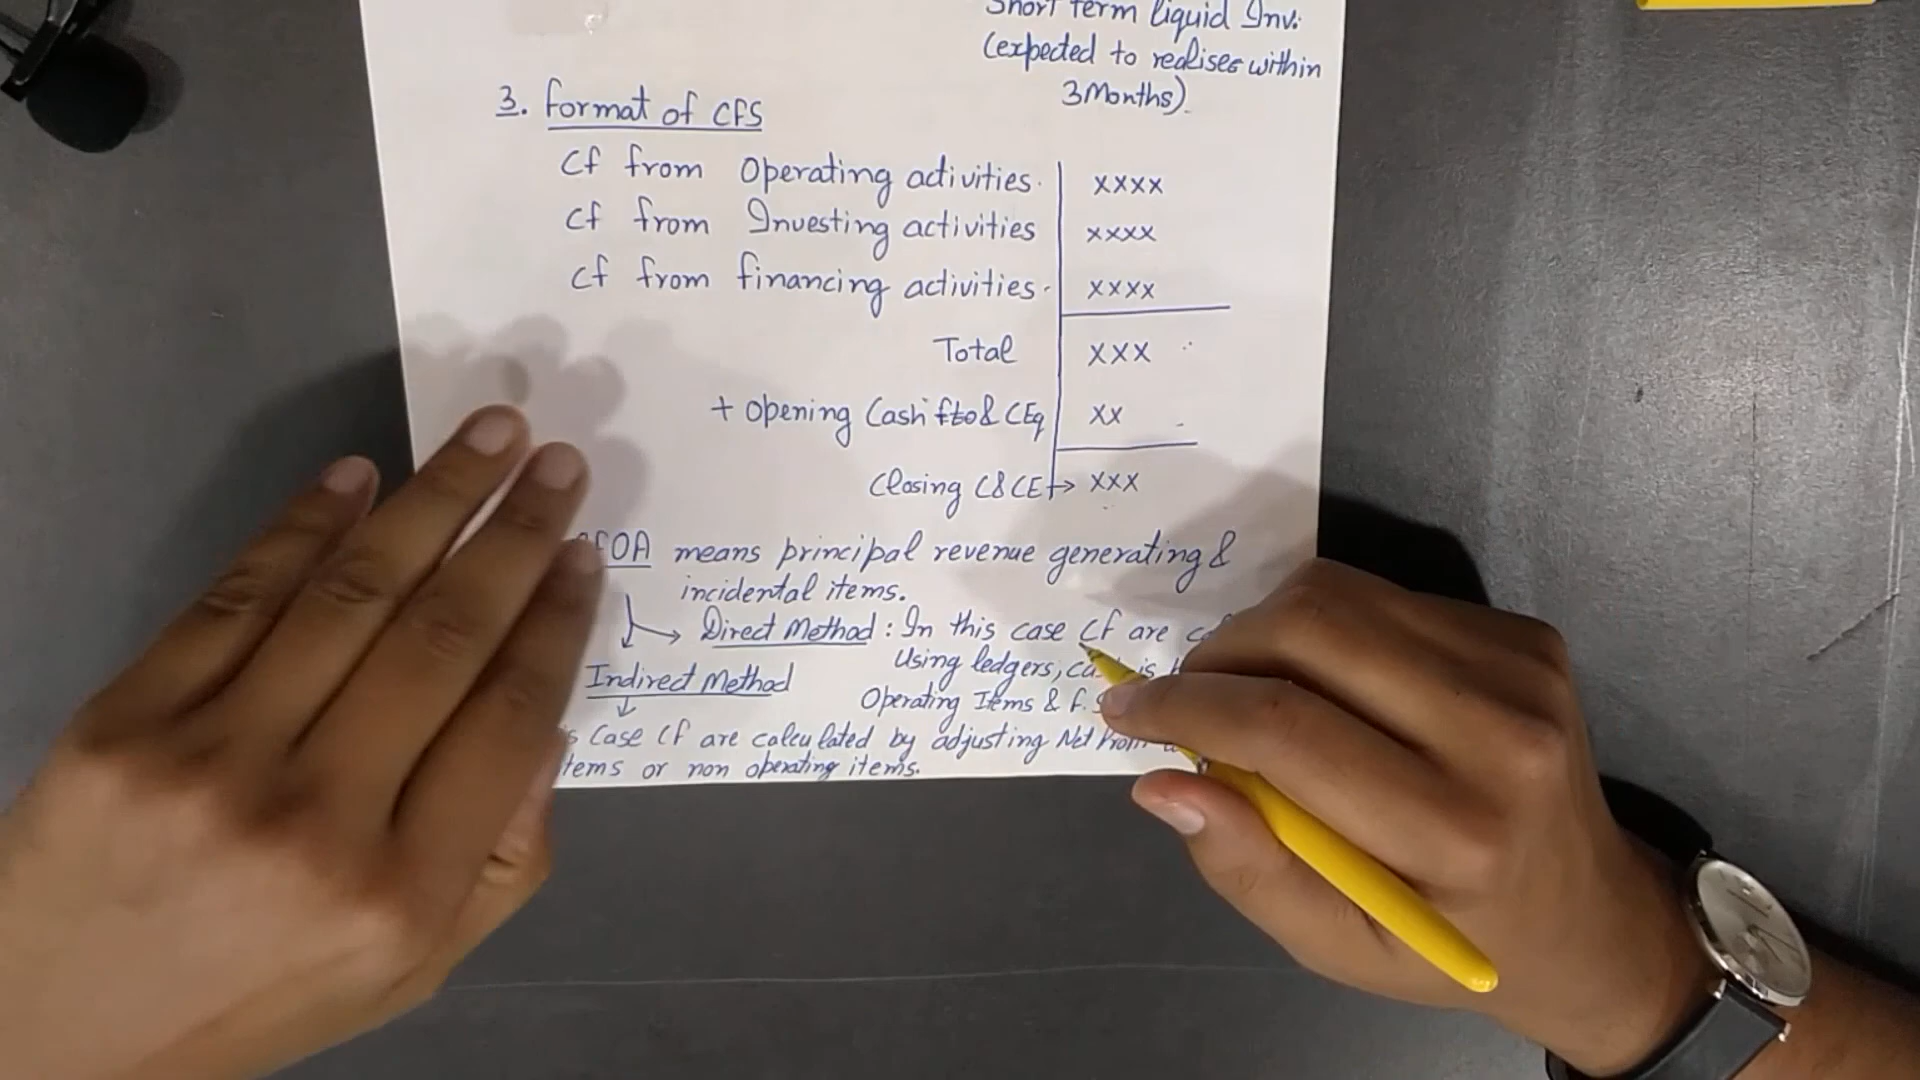 Short term liquid Inv.
(expected to realises within
3Months).
3. Format of CFS
Cf from Operating activities. xxxx
Cf from Investing activities xxxx
Cf from financing activities. xxxx
Total xxx
+ Opening Cash & CEq xx
Closing C&CE → xxx
CFOA means principal revenue generating &
incidental items.
→ Direct Method : In this case Cf are
Using ledgers,
Indirect Method
Operating Items & F.
Case Cf are calculated by adjusting Net
items or non operating items.